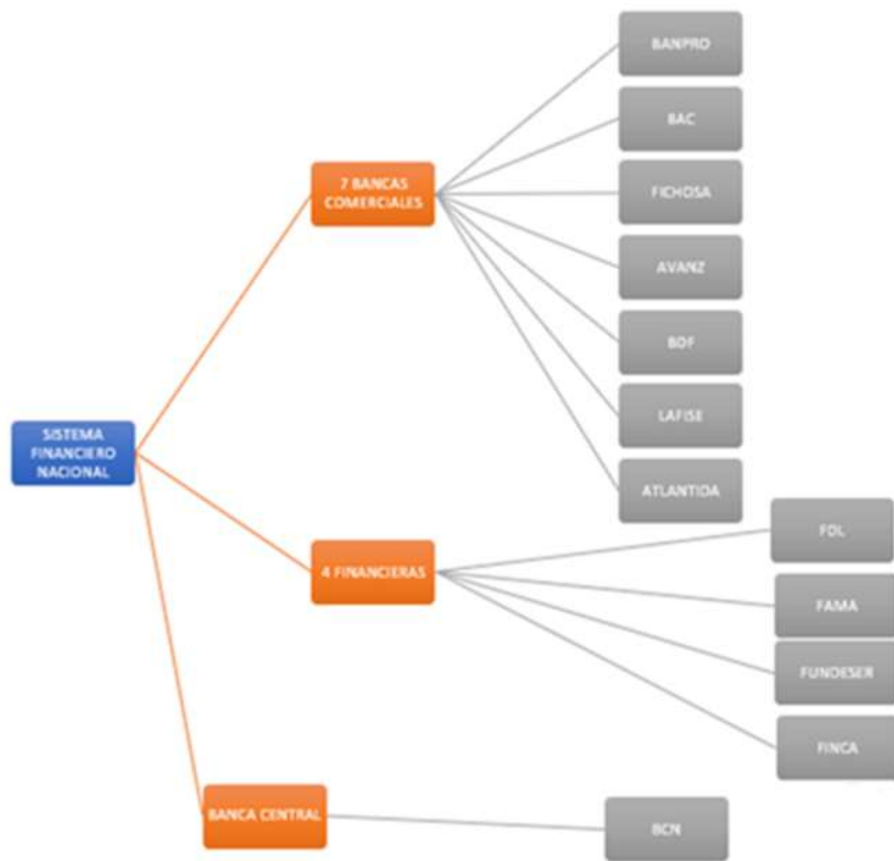 BANPRO
BAC
7 BANCAS
COMERCIALES
FICHOSA
AVANZ
BDF
LAFISE
SISTEMA
FINANCIERO
NACIONAL
ATLANTIDA
FDL
4 FINANCIERAS
FAMA
FUNDESER
FINCA
BANCA CENTRAL
BCN